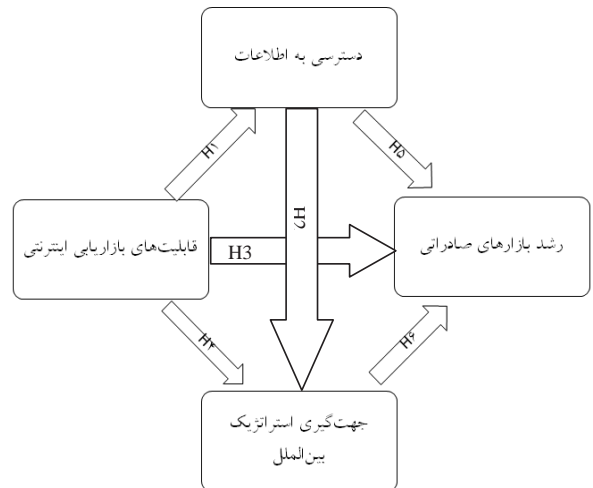 دسترسی به اطلاعات
H۱
H۵
H۲
قابلیت‌های بازاریابی اینترنتی
H3
رشد بازارهای صادراتی
H۴
H۶
جهت‌گیری استراتژیک
بین‌الملل